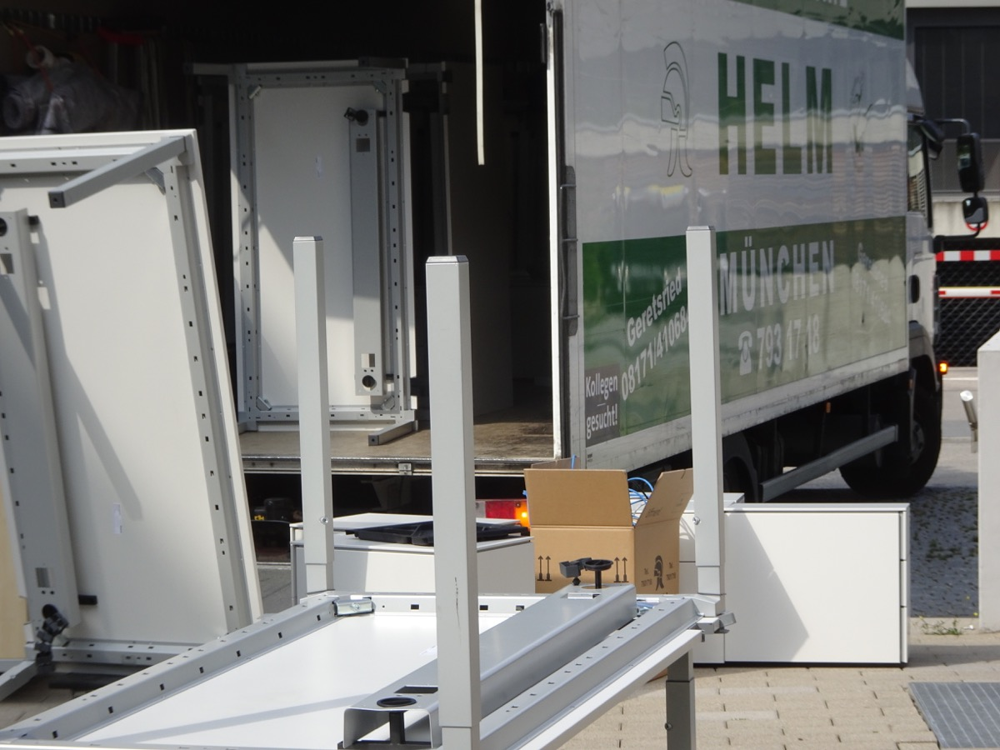 HELM
MÜNCHEN
793 17 18
Geretsried
08171/41068
Kollegen
gesucht!